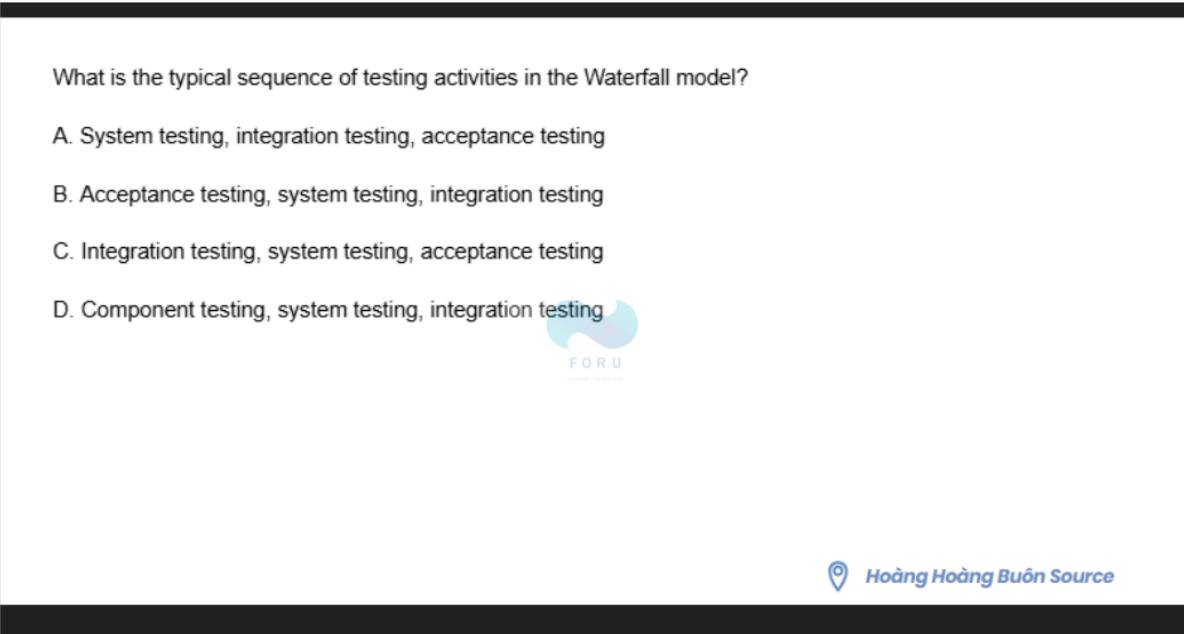 What is the typical sequence of testing activities in the Waterfall model?
A. System testing, integration testing, acceptance testing
B. Acceptance testing, system testing, integration testing
C. Integration testing, system testing, acceptance testing
D. Component testing, system testing, integration testing
FORU
Hoàng Hoàng Buôn Source